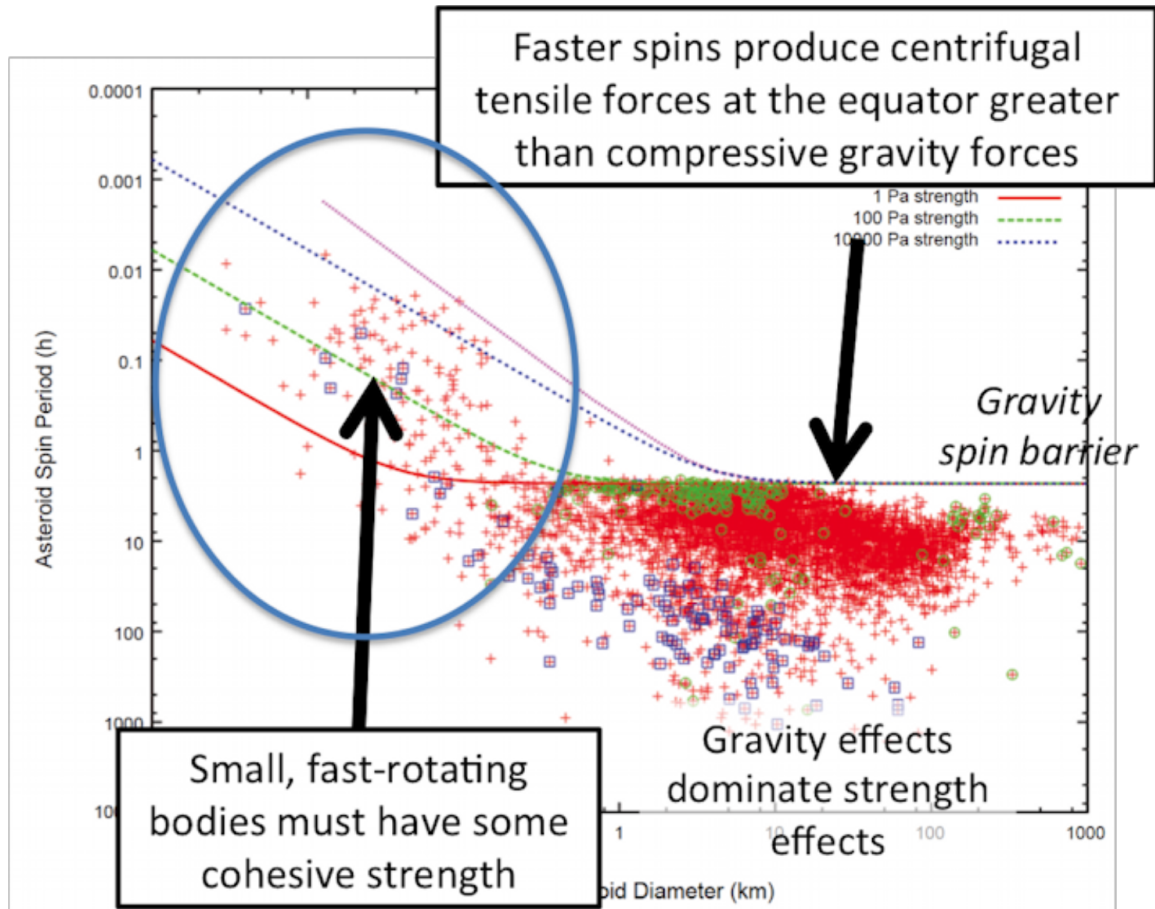 Faster spins produce centrifugal
tensile forces at the equator greater
than compressive gravity forces
0.0001
0.001
0.01
0.1
1
10
100
1000
10
Asteroid Spin Period (h)
1 Pa strength
100 Pa strength
10000 Pa strength
Gravity
spin barrier
Small, fast-rotating
bodies must have some
cohesive strength
Gravity effects
dominate strength
effects
1
10
100
1000
oid Diameter (km)